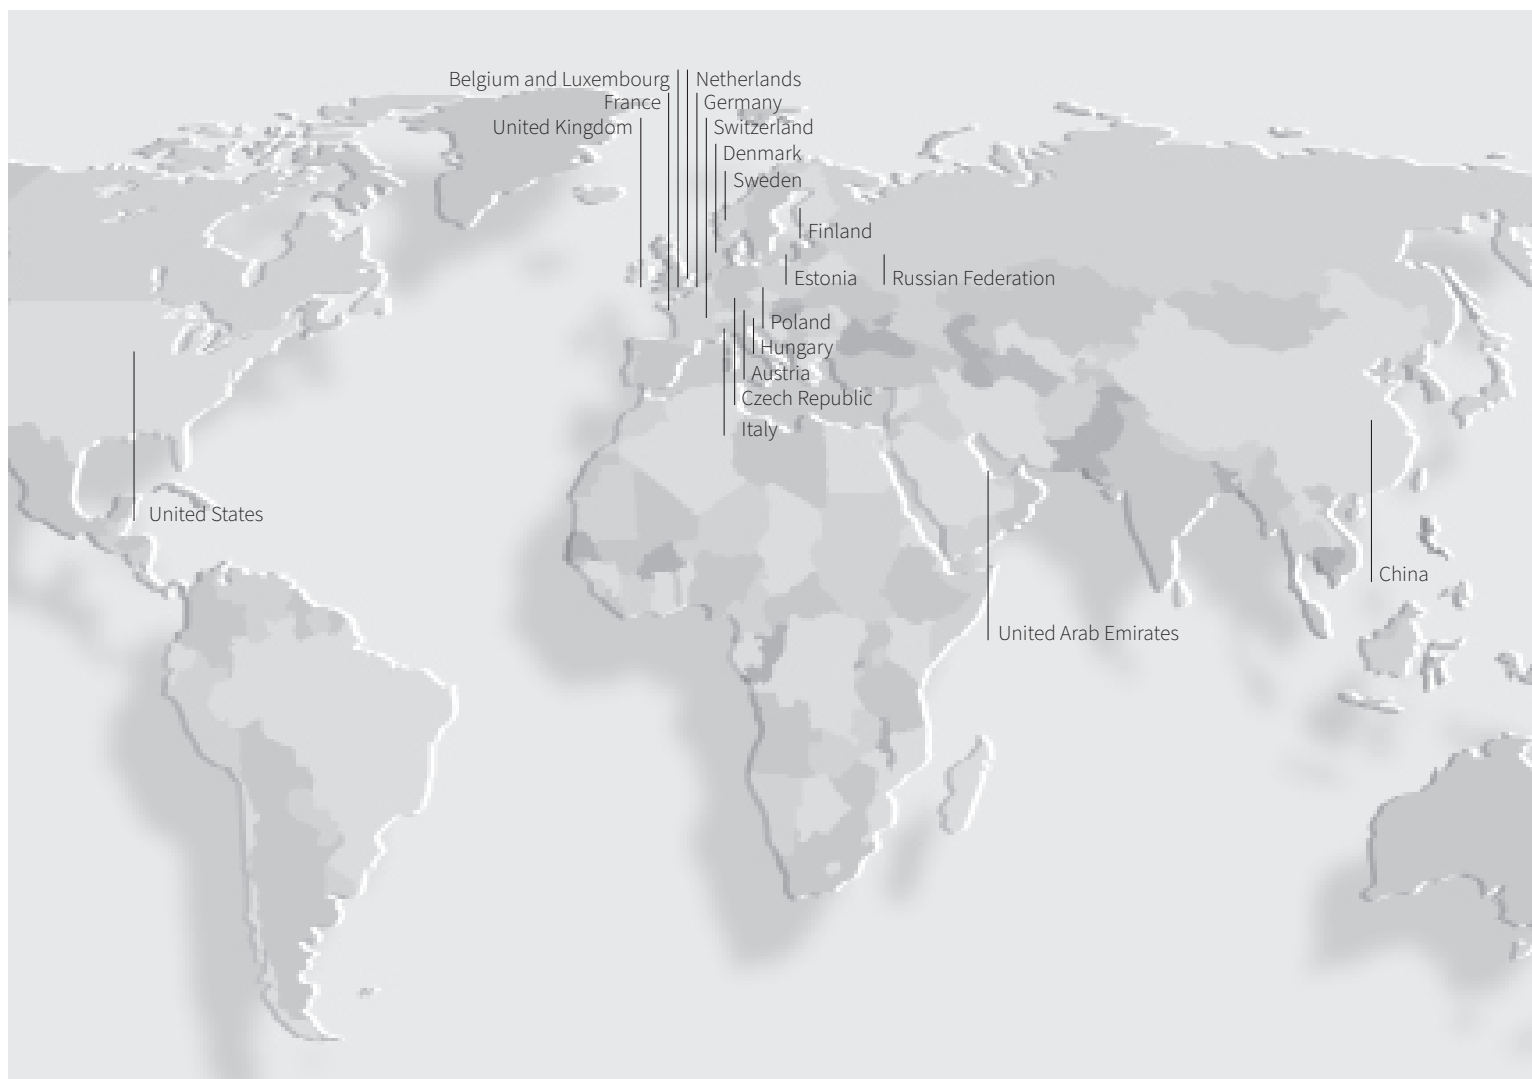 Belgium and Luxembourg
Netherlands
France
Germany
United Kingdom
Switzerland
Denmark
Sweden
Finland
Estonia
Russian Federation
Poland
Hungary
Austria
Czech Republic
Italy
United States
China
United Arab Emirates